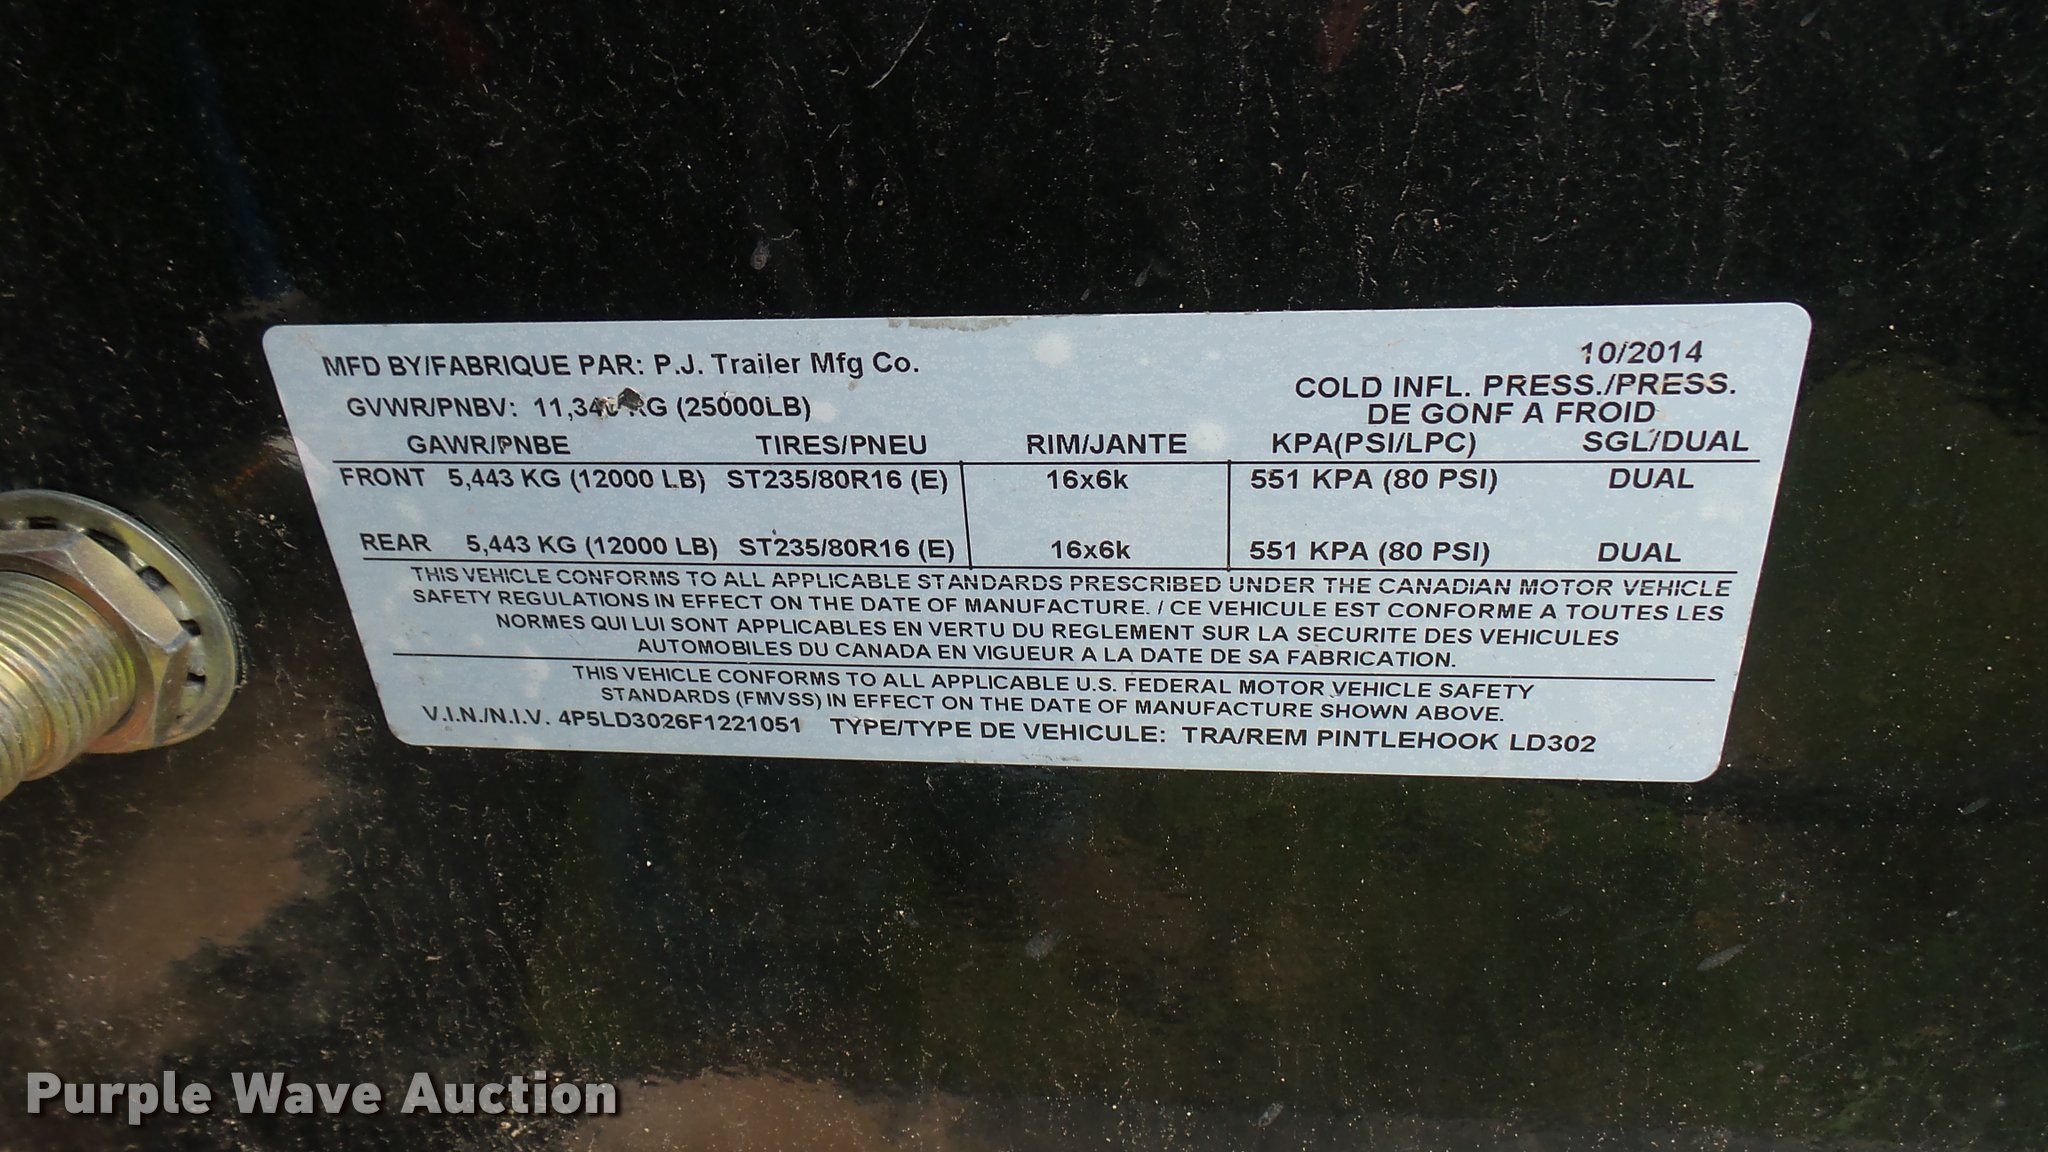 MFD BY/FABRIQUE PAR: P.J. Trailer Mfg Co. 10/2014
COLD INFL. PRESS./PRESS.
GVWR/PNBV: (25000LB) DE GONF A FROID
GAWR/PNBE TIRES/PNEU RIM/JANTE KPA(PSI/LPC) SGL/DUAL
FRONT 5,443 KG (12000 LB) ST235/80R16 (E) 16x6k 551 KPA (80 PSI) DUAL
REAR 5,443 KG (12000 LB) ST235/80R16 (E) 16x6k 551 KPA (80 PSI) DUAL
THIS VEHICLE CONFORMS TO ALL APPLICABLE STANDARDS PRESCRIBED UNDER THE CANADIAN MOTOR VEHICLE
SAFETY REGULATIONS IN EFFECT ON THE DATE OF MANUFACTURE. / CE VEHICULE EST CONFORME A TOUTES LES
NORMES QUI LUI SONT APPLICABLES EN VERTU DU REGLEMENT SUR LA SECURITE DES VEHICULES
AUTOMOBILES DU CANADA EN VIGUEUR A LA DATE DE SA FABRICATION.
THIS VEHICLE CONFORMS TO ALL APPLICABLE U.S. FEDERAL MOTOR VEHICLE SAFETY
STANDARDS (FMVSS) IN EFFECT ON THE DATE OF MANUFACTURE SHOWN ABOVE.
V.I.N./N.I.V. 4P5LD3026F1221051 TYPE/TYPE DE VEHICULE: TRA/REM PINTLEHOOK LD302
Purple Wave Auction